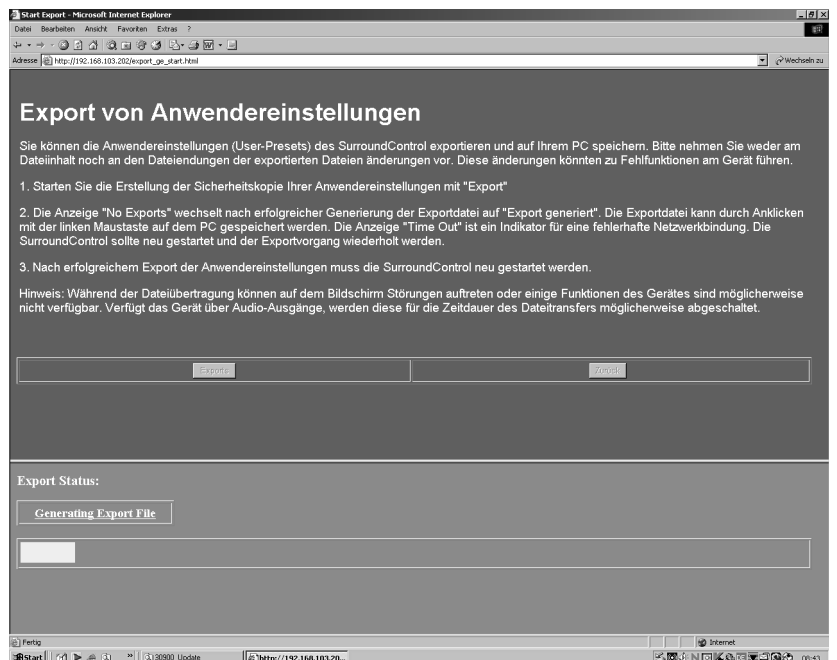 Start Export - Microsoft Internet Explorer
Datei Bearbeiten Ansicht Favoriten Extras ?
Adresse http://192.168.103.202/export_ge_start.html Wechseln zu
Export von Anwendereinstellungen
Sie können die Anwendereinstellungen (User-Presets) des SurroundControl exportieren und auf Ihrem PC speichern. Bitte nehmen Sie weder am
Dateiinhalt noch an den Dateiendungen der exportierten Dateien änderungen vor. Diese änderungen könnten zu Fehlfunktionen am Gerät führen.
1. Starten Sie die Erstellung der Sicherheitskopie Ihrer Anwendereinstellungen mit "Export"
2. Die Anzeige "No Exports" wechselt nach erfolgreicher Generierung der Exportdatei auf "Export generiert". Die Exportdatei kann durch Anklicken
mit der linken Maustaste auf dem PC gespeichert werden. Die Anzeige "Time Out" ist ein Indikator für eine fehlerhafte Netzwerkbindung. Die
SurroundControl sollte neu gestartet und der Exportvorgang wiederholt werden.
3. Nach erfolgreichem Export der Anwendereinstellungen muss die SurroundControl neu gestartet werden.
Hinweis: Während der Dateiübertragung können auf dem Bildschirm Störungen auftreten oder einige Funktionen des Gerätes sind möglicherweise
nicht verfügbar. Verfügt das Gerät über Audio-Ausgänge, werden diese für die Zeitdauer des Dateitransfers möglicherweise abgeschaltet.
Exports Zurück
Export Status:
Generating Export File
Fertig Internet
Start 30900 Update http://192.168.103.20... 00:43